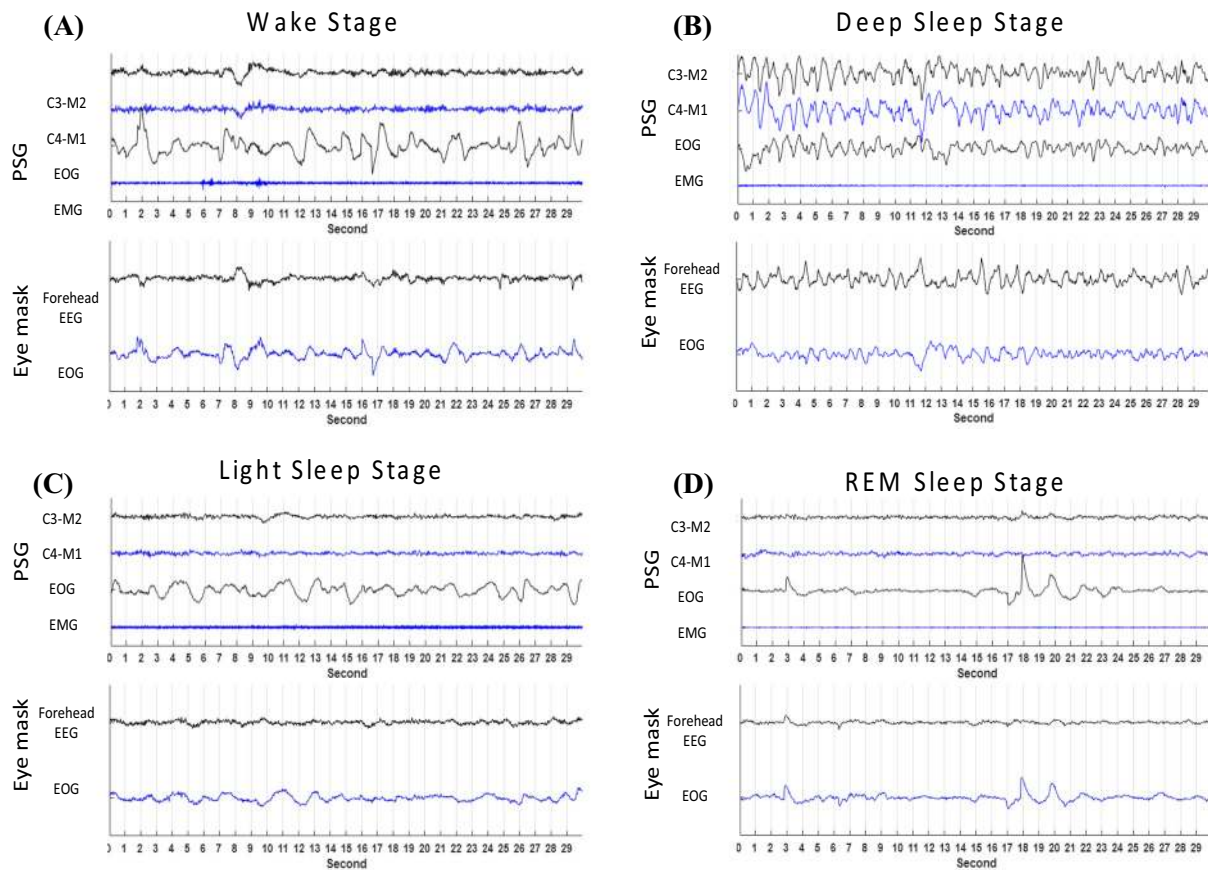 (A)
Wake Stage
PSG
C3-M2
C4-M1
EOG
EMG
0 1 2 3 4 5 6 7 8 9 10 11 12 13 14 15 16 17 18 19 20 21 22 23 24 25 26 27 28 29
Second
Eye mask
Forehead
EEG
EOG
0 1 2 3 4 5 6 7 8 9 10 11 12 13 14 15 16 17 18 19 20 21 22 23 24 25 26 27 28 29
Second
(B)
Deep Sleep Stage
PSG
C3-M2
C4-M1
EOG
EMG
0 1 2 3 4 5 6 7 8 9 10 11 12 13 14 15 16 17 18 19 20 21 22 23 24 25 26 27 28 29
Second
Eye mask
Forehead
EEG
EOG
0 1 2 3 4 5 6 7 8 9 10 11 12 13 14 15 16 17 18 19 20 21 22 23 24 25 26 27 28 29
Second
(C)
Light Sleep Stage
PSG
C3-M2
C4-M1
EOG
EMG
0 1 2 3 4 5 6 7 8 9 10 11 12 13 14 15 16 17 18 19 20 21 22 23 24 25 26 27 28 29
Second
Eye mask
Forehead
EEG
EOG
0 1 2 3 4 5 6 7 8 9 10 11 12 13 14 15 16 17 18 19 20 21 22 23 24 25 26 27 28 29
Second
(D)
REM Sleep Stage
PSG
C3-M2
C4-M1
EOG
EMG
0 1 2 3 4 5 6 7 8 9 10 11 12 13 14 15 16 17 18 19 20 21 22 23 24 25 26 27 28 29
Second
Eye mask
Forehead
EEG
EOG
0 1 2 3 4 5 6 7 8 9 10 11 12 13 14 15 16 17 18 19 20 21 22 23 24 25 26 27 28 29
Second